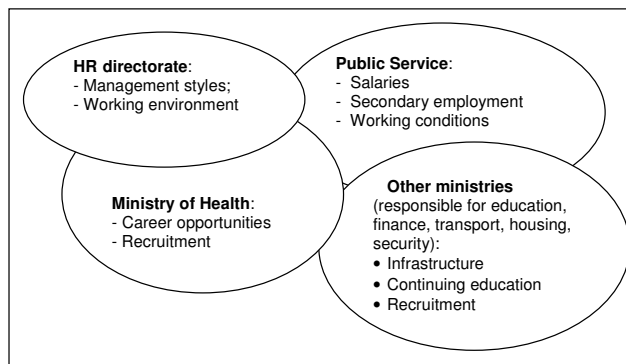 HR directorate:
- Management styles;
- Working environment
Public Service:
- Salaries
- Secondary employment
- Working conditions
Ministry of Health:
- Career opportunities
- Recruitment
Other ministries
(responsible for education,
finance, transport, housing,
security):
• Infrastructure
• Continuing education
• Recruitment